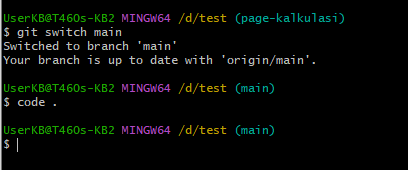 UserKB@T460s-KB2 MINGW64 /d/test (page-kalkulasi)
$ git switch main
Switched to branch 'main'
Your branch is up to date with 'origin/main'.
UserKB@T460s-KB2 MINGW64 /d/test (main)
$ code .
UserKB@T460s-KB2 MINGW64 /d/test (main)
$